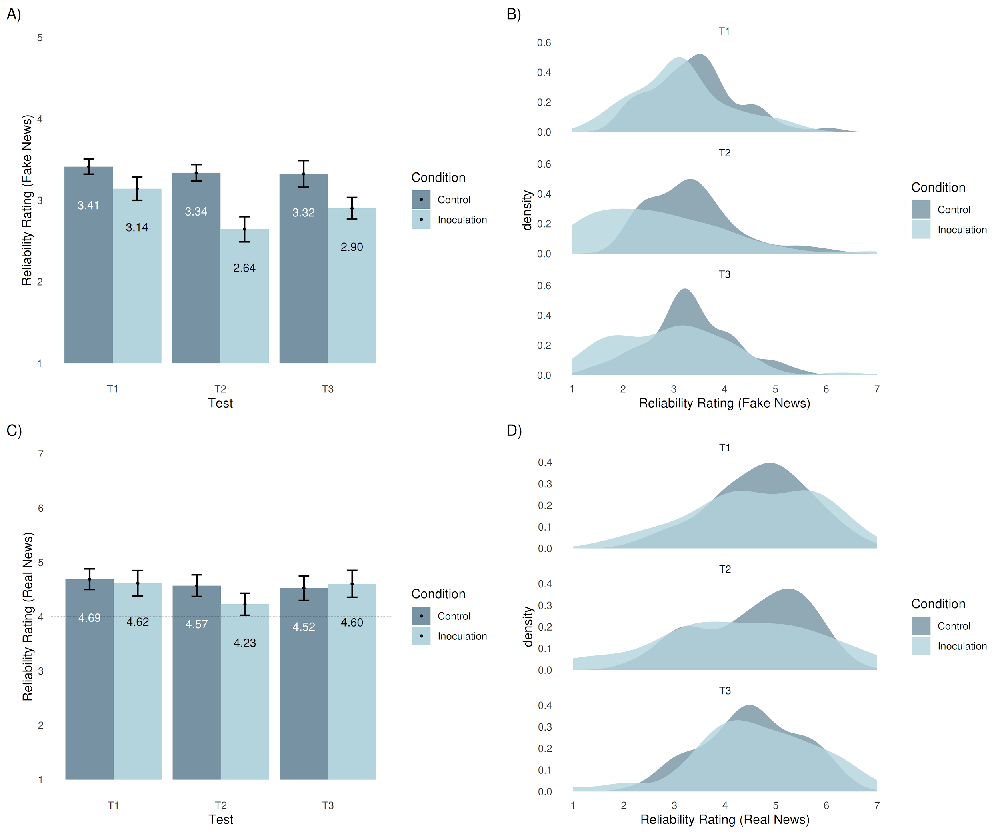 A)
5
4
3
2
1
Reliability Rating (Fake News)
3.41
3.14
3.34
2.64
3.32
2.90
T1
T2
T3
Test
Condition
Control
Inoculation
B)
T1
0.6
0.4
0.2
0.0
T2
0.6
0.4
0.2
0.0
T3
0.6
0.4
0.2
0.0
density
1 2 3 4 5 6 7
Reliability Rating (Fake News)
Condition
Control
Inoculation
C)
7
6
5
4
3
2
1
Reliability Rating (Real News)
4.69
4.62
4.57
4.23
4.52
4.60
T1
T2
T3
Test
Condition
Control
Inoculation
D)
T1
0.4
0.3
0.2
0.1
0.0
T2
0.4
0.3
0.2
0.1
0.0
T3
0.4
0.3
0.2
0.1
0.0
density
1 2 3 4 5 6 7
Reliability Rating (Real News)
Condition
Control
Inoculation